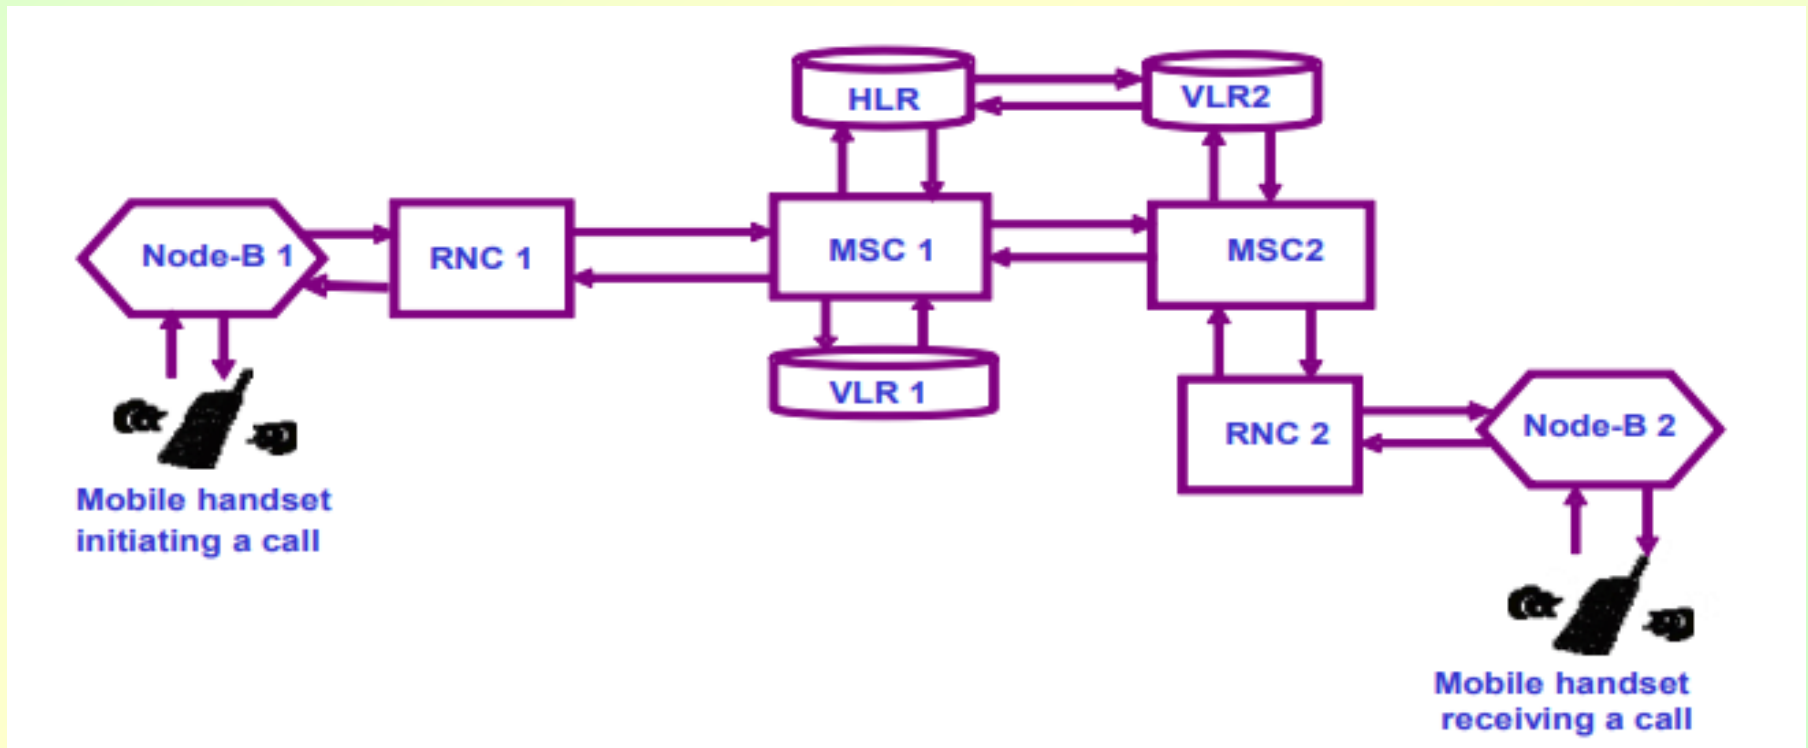 HLR
VLR2
Node-B 1
RNC 1
MSC 1
MSC2
VLR 1
RNC 2
Node-B 2
Mobile handset
initiating a call
Mobile handset
receiving a call